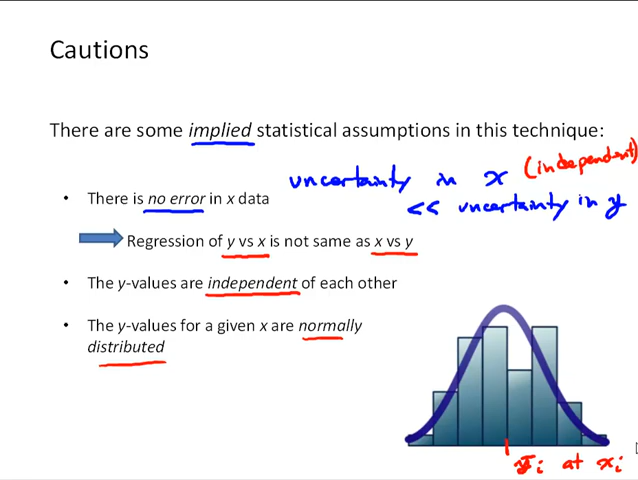 Cautions
There are some implied statistical assumptions in this technique:
uncertainty in x (independent)
<< uncertainty in y
• There is no error in x data
Regression of y vs x is not same as x vs y
• The y-values are independent of each other
• The y-values for a given x are normally
distributed
ȳi at xi